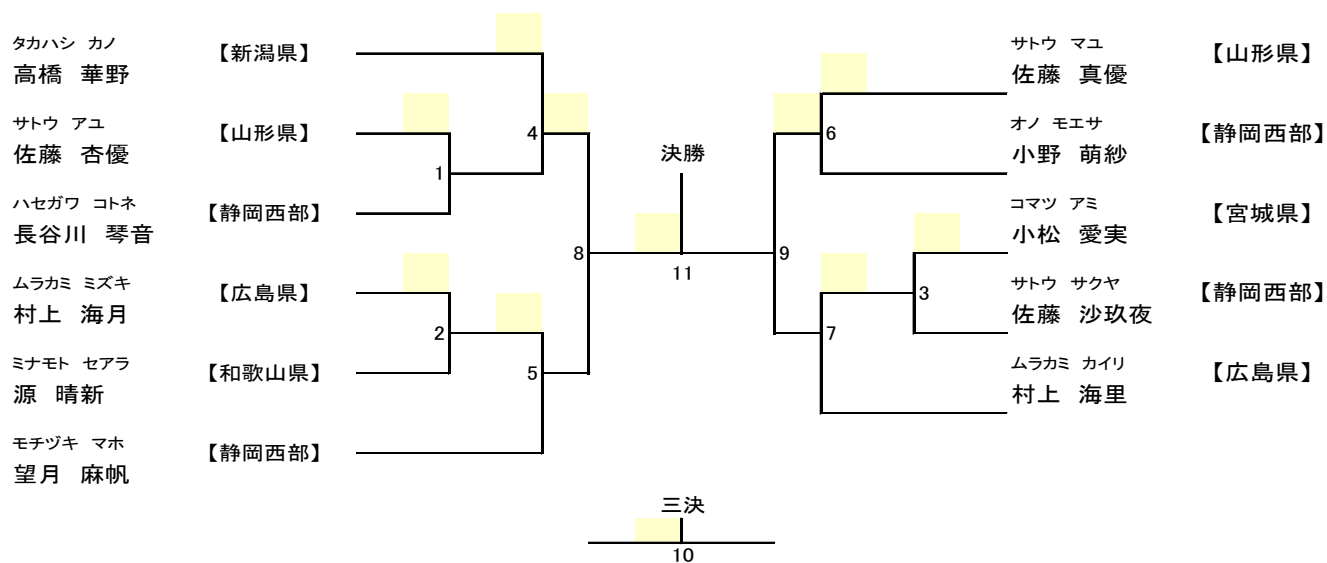 タカハシ カノ
高橋 華野 【新潟県】
サトウ アユ
佐藤 杏優 【山形県】
ハセガワ コトネ
長谷川 琴音 【静岡西部】
ムラカミ ミズキ
村上 海月 【広島県】
ミナモト セアラ
源 晴新 【和歌山県】
モチヅキ マホ
望月 麻帆 【静岡西部】
1
2
4
5
8
決勝
11
9
6
7
3
サトウ マユ
佐藤 真優 【山形県】
オノ モエサ
小野 萌紗 【静岡西部】
コマツ アミ
小松 愛実 【宮城県】
サトウ サクヤ
佐藤 沙玖夜 【静岡西部】
ムラカミ カイリ
村上 海里 【広島県】
三決
10